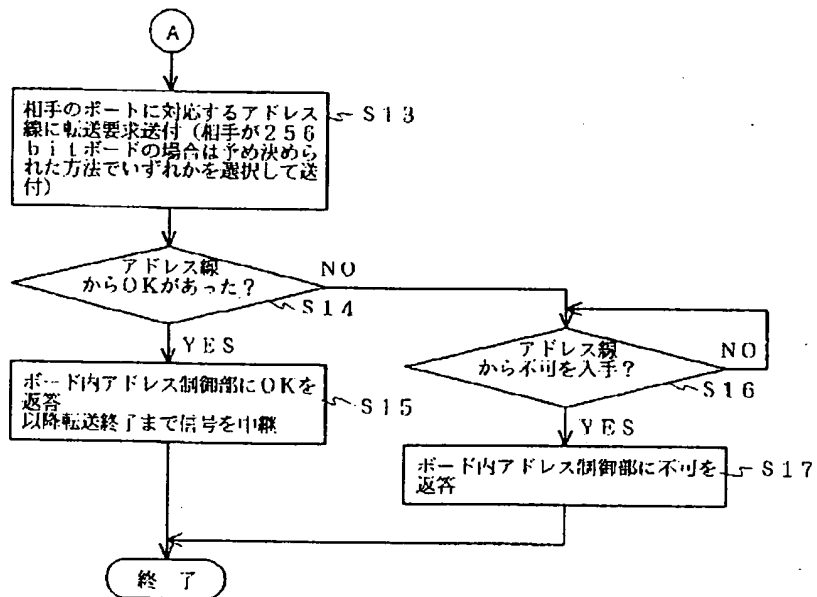 A
相手のボートに対応するアドレス
線に転送要求送付（相手が２５６
ｂｉｔボードの場合は予め決めら
れた方法でいずれかを選択して送
付）
Ｓ１３
アドレス線
からＯＫがあった？
ＮＯ
Ｓ１４
ＹＥＳ
ボード内アドレス制御部にＯＫを
返答
以降転送終了まで信号を中継
Ｓ１５
アドレス線
から不可を入手？
ＮＯ
Ｓ１６
ＹＥＳ
ボード内アドレス制御部に不可を
返答
Ｓ１７
終 了